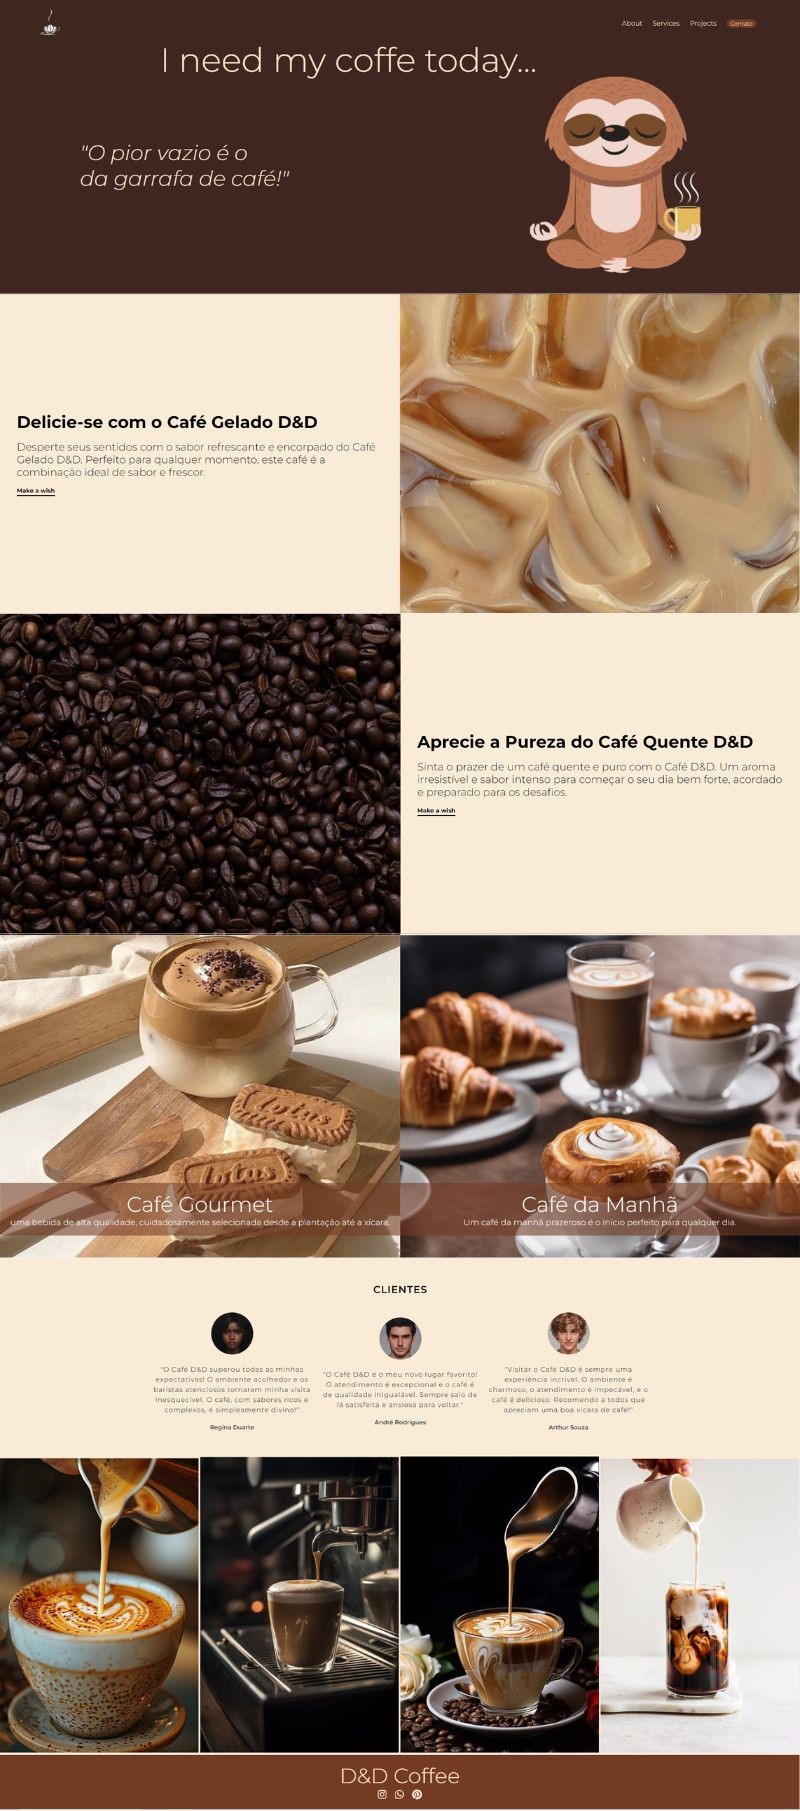 About Services Projects Contato
I need my coffe today...
"O pior vazio é o
da garrafa de café!"
Delicie-se com o Café Gelado D&D
Desperte seus sentidos com o sabor refrescante e encorpado do Café
Gelado D&D. Perfeito para qualquer momento, este café é a
combinação ideal de sabor e frescor.
Make a wish
Aprecie a Pureza do Café Quente D&D
Sinta o prazer de um café quente e puro com o Café D&D. Um aroma
irresistível e sabor intenso para começar o seu dia bem forte, acordado
e preparado para os desafios.
Make a wish
lotus
lotus
Café Gourmet
uma bebida de alta qualidade, cuidadosamente selecionada desde a plantação até a xícara.
Café da Manhã
Um café da manhã prazeroso é o início perfeito para qualquer dia.
CLIENTES
"O Café D&D superou todas as minhas
expectativas! O ambiente acolhedor e os
baristas atenciosos tornaram minha visita
inesquecível. O café, com sabores ricos e
complexos, é simplesmente divino!"
Regina Duarte
"O Café D&D é o meu novo lugar favorito!
O atendimento é excepcional e o café é
de qualidade inigualável. Sempre saio de
lá satisfeita e ansiosa para voltar."
André Rodrigues
"Visitar o Café D&D é sempre uma
experiência incrível. O ambiente é
charmoso, o atendimento é impecável, e o
café é delicioso. Recomendo a todos que
apreciam uma boa xícara de café!"
Arthur Souza
D&D Coffee